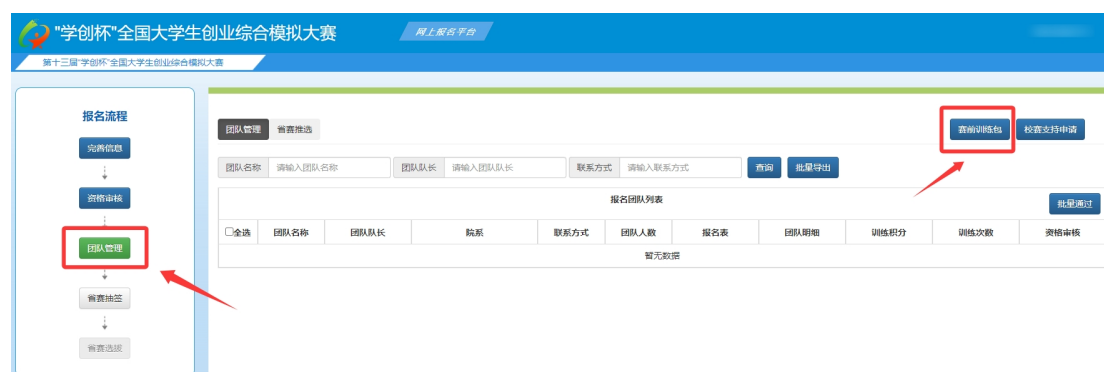 "学创杯"全国大学生创业综合模拟大赛 网上报名平台
第十三届"学创杯"全国大学生创业综合模拟大赛
报名流程
完善信息
资格审核
团队管理
省赛抽签
省赛选拔
团队管理 省赛推选 赛前训练包 校赛支持申请
团队名称 请输入团队名称 团队队长 请输入团队队长 联系方式 请输入联系方式 查询 批量导出
报名团队列表 批量通过
全选 团队名称 团队队长 院系 联系方式 团队人数 报名表 团队明细 训练积分 训练次数 资格审核
暂无数据